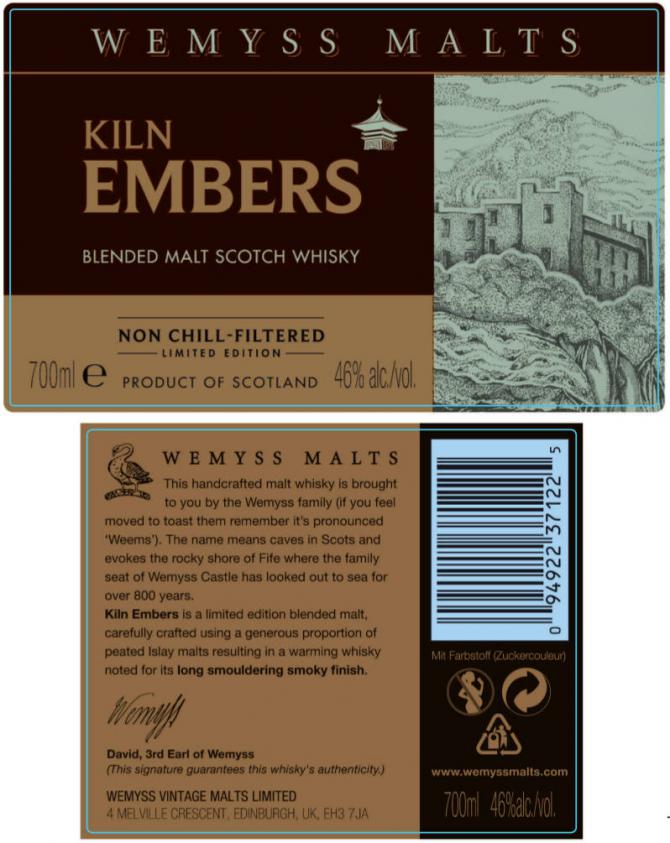 WEMYSS MALTS
KILN
EMBERS
BLENDED MALT SCOTCH WHISKY
NON CHILL-FILTERED
LIMITED EDITION
700ml e PRODUCT OF SCOTLAND 46% alc./vol.
WEMYSS MALTS
This handcrafted malt whisky is brought
to you by the Wemyss family (if you feel
moved to toast them remember it's pronounced
'Weems'). The name means caves in Scots and
evokes the rocky shore of Fife where the family
seat of Wemyss Castle has looked out to sea for
over 800 years.
Kiln Embers is a limited edition blended malt,
carefully crafted using a generous proportion of
peated Islay malts resulting in a warming whisky
noted for its long smouldering smoky finish.
Wemyss
David, 3rd Earl of Wemyss
(This signature guarantees this whisky's authenticity.)
WEMYSS VINTAGE MALTS LIMITED
4 MELVILLE CRESCENT, EDINBURGH, UK, EH3 7JA
0 94922 37122 5
Mit Farbstoff (Zuckercouleur)
www.wemyssmalts.com
700ml 46%alc./vol.